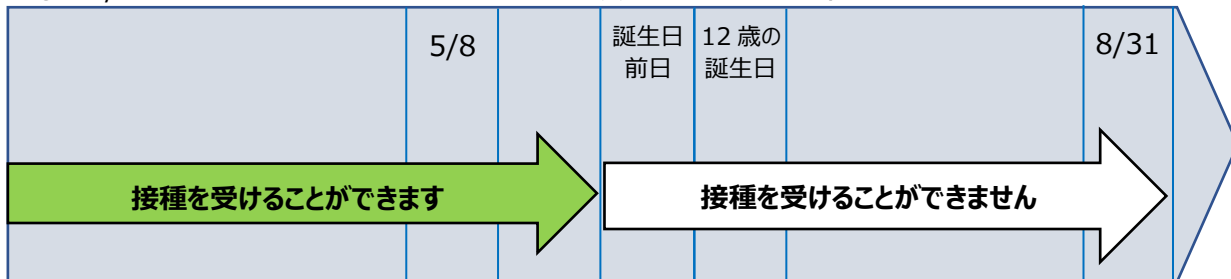 5/8
誕生日
前日
12 歳の
誕生日
8/31
接種を受けることができます
接種を受けることができません